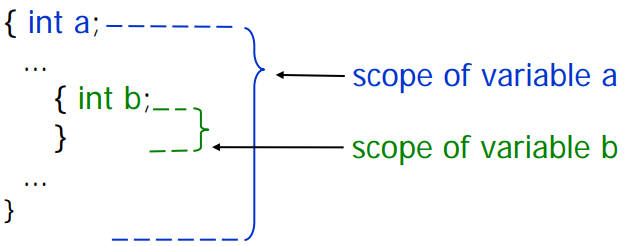 { int a;
...
scope of variable a
{ int b;
}
scope of variable b
...
}